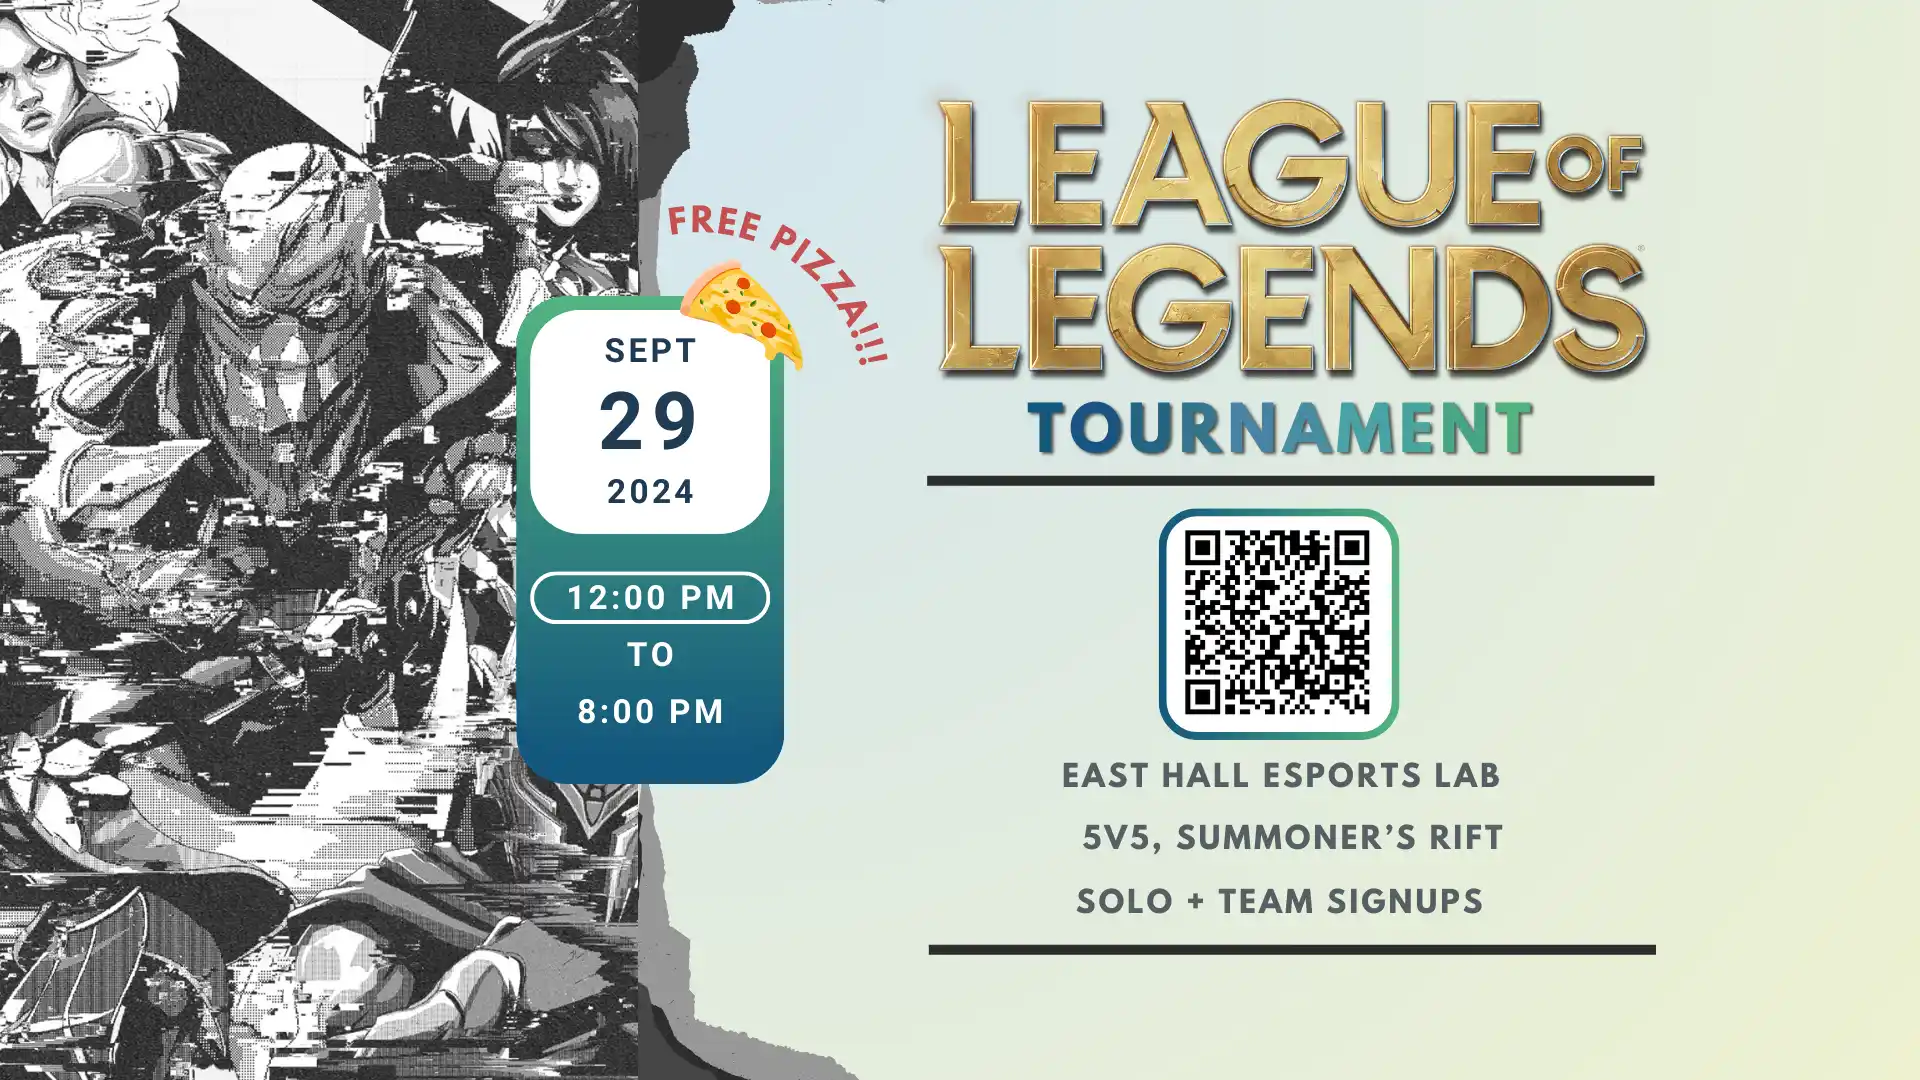 FREE PIZZA!!!
SEPT
29
2024
12:00 PM
TO
8:00 PM
LEAGUE OF
LEGENDS
TOURNAMENT
EAST HALL ESPORTS LAB
5V5, SUMMONER’S RIFT
SOLO + TEAM SIGNUPS